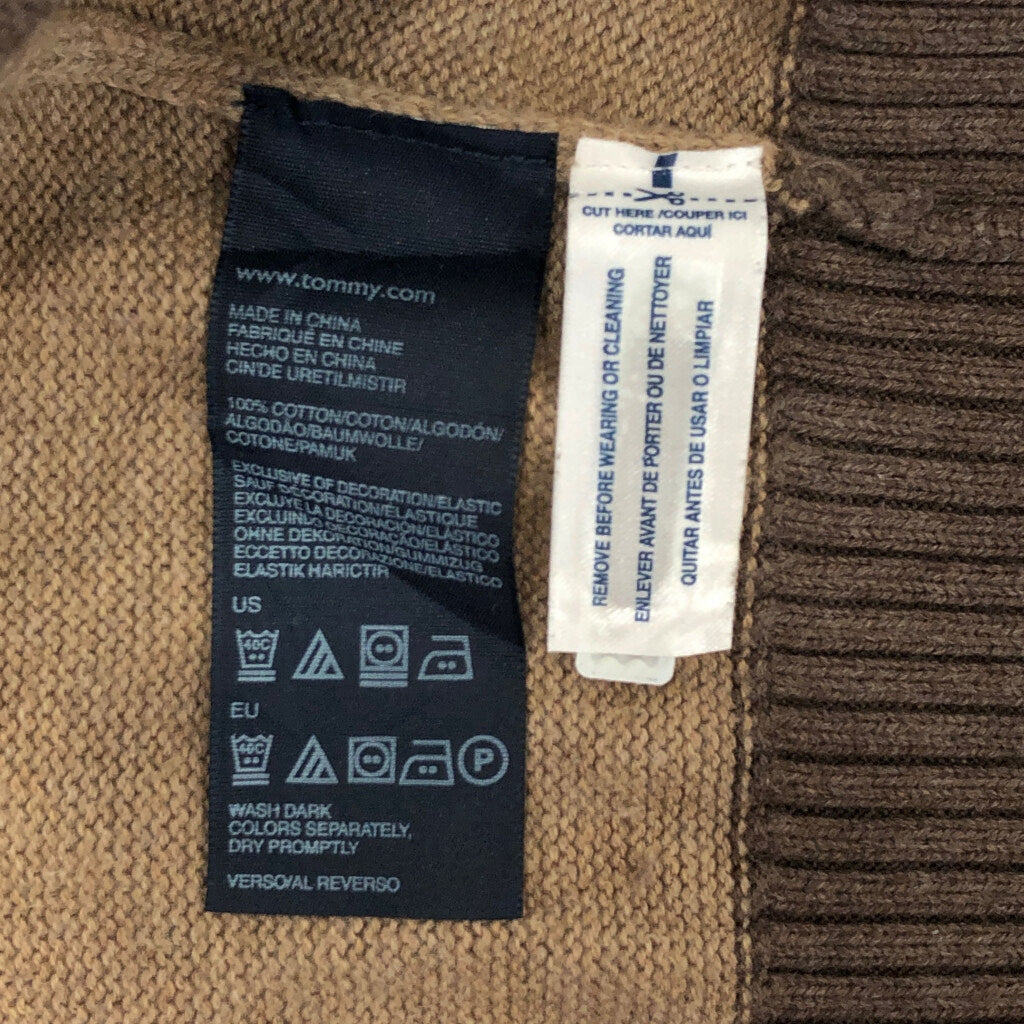 www.tommy.com
MADE IN CHINA
FABRIQUÉ EN CHINE
HECHO EN CHINA
CIN'DE URETILMISTIR
100% COTTON/COTON/ALGODÓN/
ALGODÃO/BAUMWOLLE/
COTONE/PAMUK
EXCLUSIVE OF DECORATION/ELASTIC
SAUF DÉCORATION/ÉLASTIQUE
EXCLUYE LA DECORACIÓN/ELÁSTICO
EXCLUINDO DECORAÇÃO/ELÁSTICO
OHNE DEKORATION/GUMMIZUG
ECCETTO DECORAZIONE/ELASTICO
ELASTIK HARICTIR
US
40C
EU
40C
P
WASH DARK
COLORS SEPARATELY,
DRY PROMPTLY
VERSO/AL REVERSO
CUT HERE /COUPER ICI
CORTAR AQUÍ
REMOVE BEFORE WEARING OR CLEANING
ENLEVER AVANT DE PORTER OU DE NETTOYER
QUITAR ANTES DE USAR O LIMPIAR